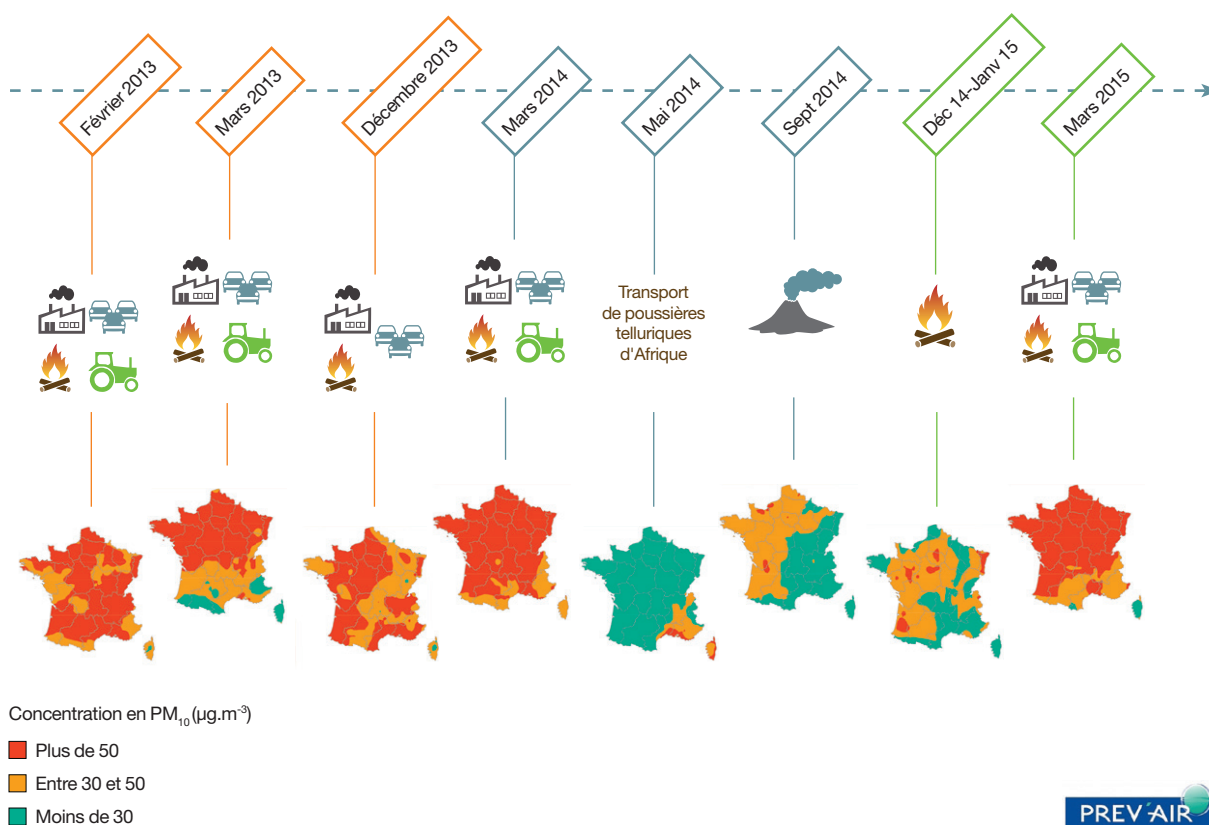 Février 2013
Mars 2013
Décembre 2013
Mars 2014
Mai 2014
Sept 2014
Déc 14-Janv 15
Mars 2015
Transport
de poussières
telluriques
d'Afrique
Concentration en PM₁₀ (µg.m⁻³)
Plus de 50
Entre 30 et 50
Moins de 30
PREV'AIR